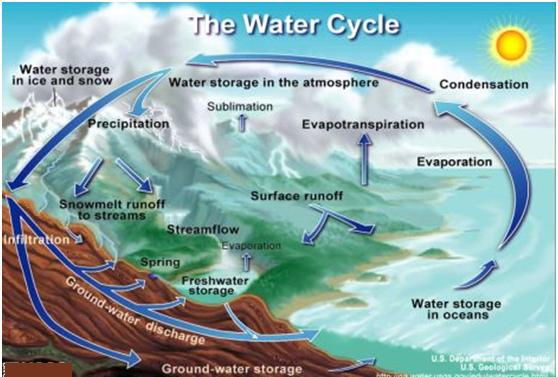 The Water Cycle
Water storage
in ice and snow
Water storage in the atmosphere
Condensation
Sublimation
Precipitation
Evapotranspiration
Evaporation
Snowmelt runoff
to streams
Surface runoff
Streamflow
Infiltration
Evaporation
Spring
Freshwater
storage
Ground-water discharge
Water storage
in oceans
Ground-water storage
U.S. Department of the Interior
U.S. Geological Survey